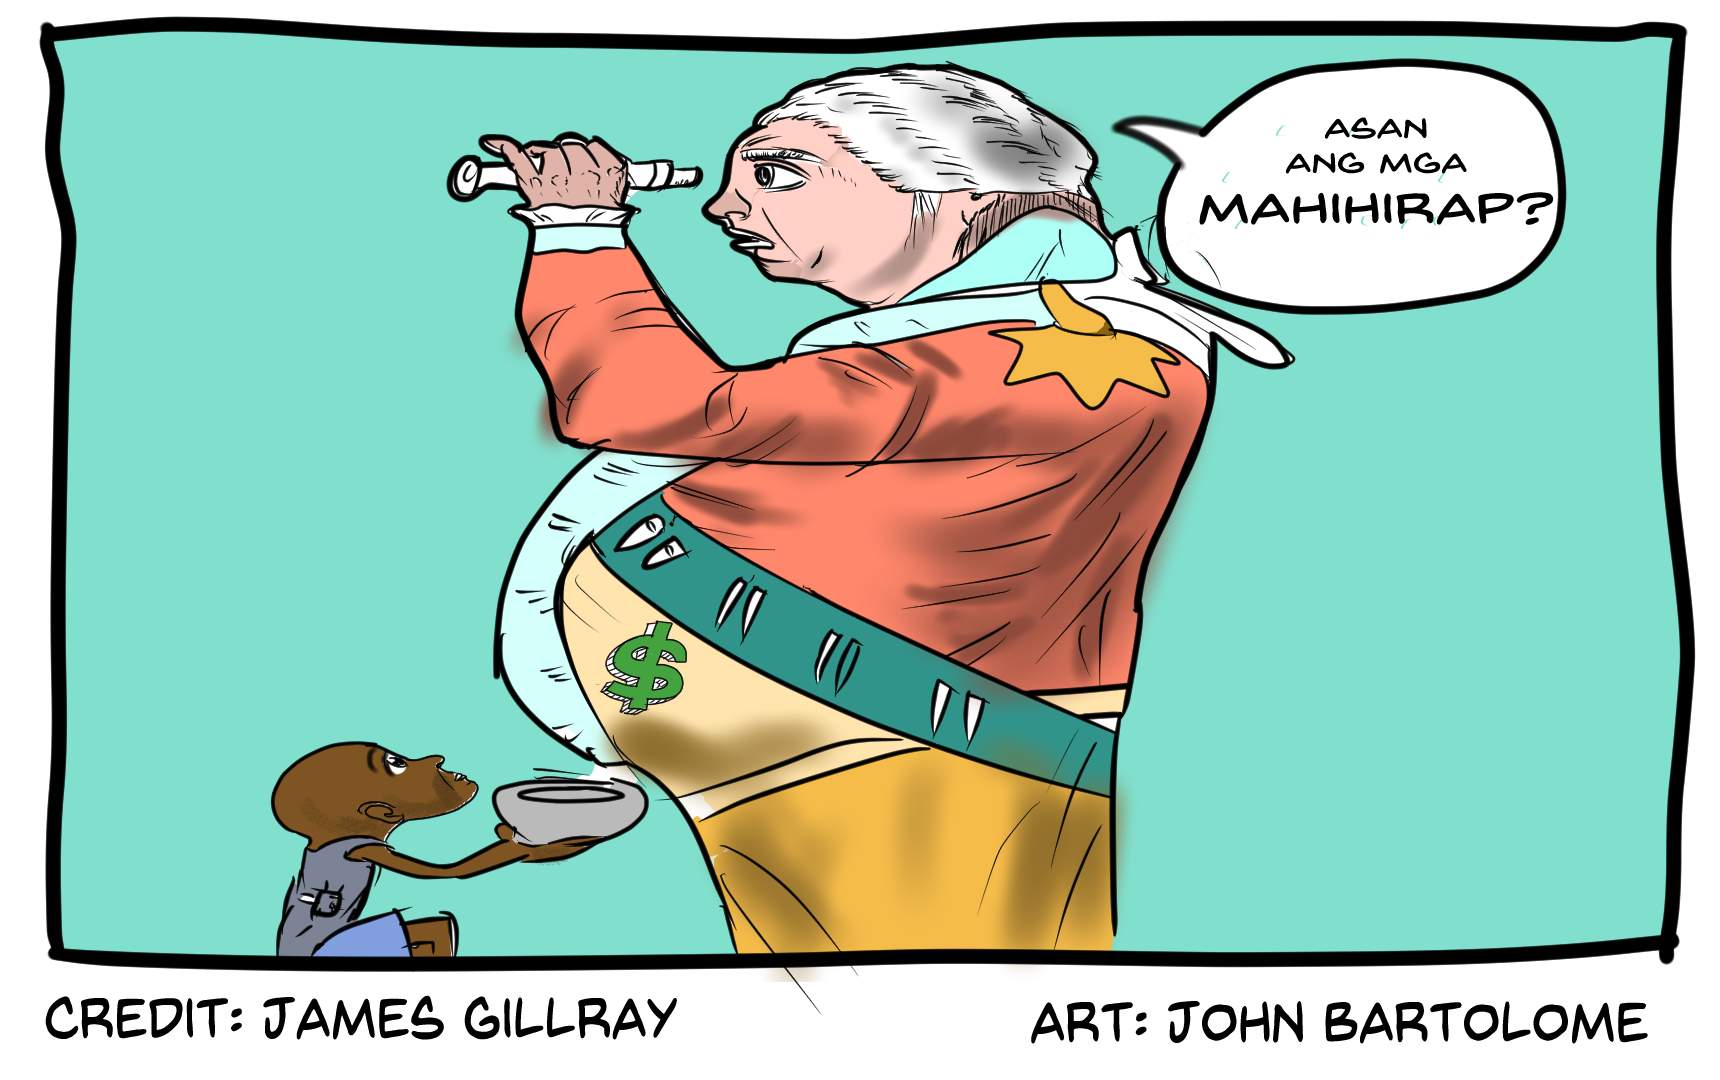 ASAN
ANG MGA
MAHIHIRAP?
$
CREDIT: JAMES GILLRAY
ART: JOHN BARTOLOME